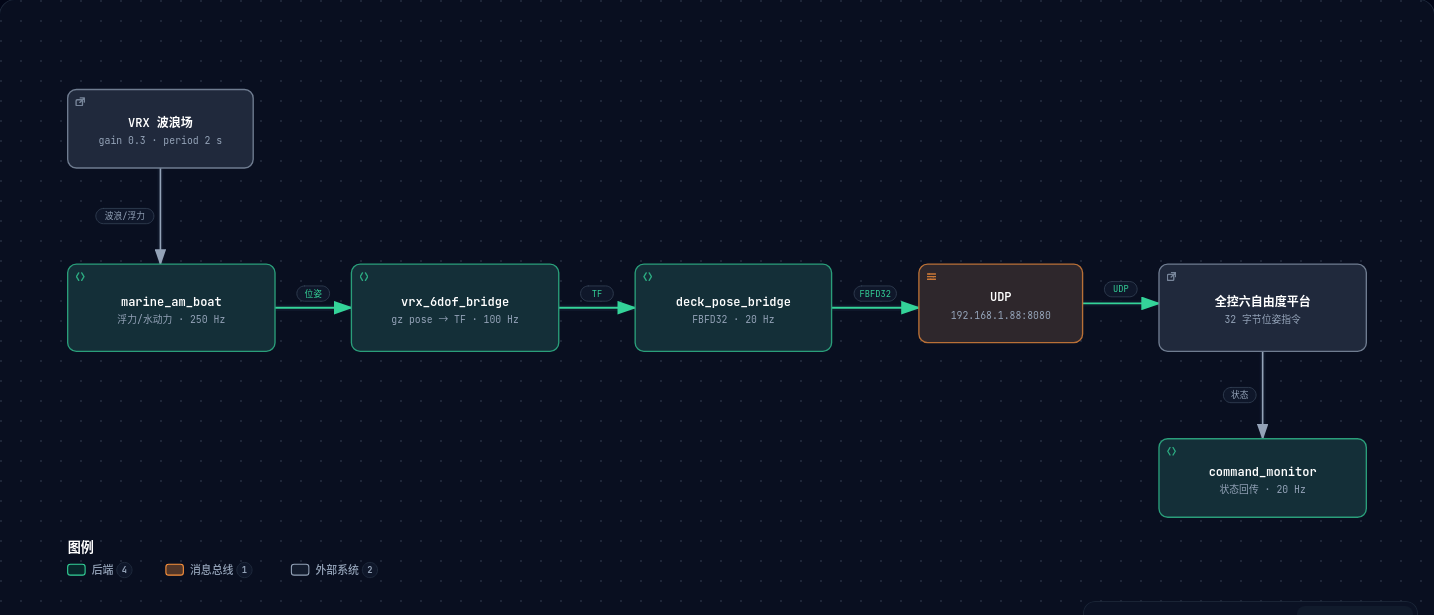 VRX 波浪场
gain 0.3 · period 2 s
波浪/浮力
marine_am_boat
浮力/水动力 · 250 Hz
位姿
vrx_6dof_bridge
gz pose → TF · 100 Hz
TF
deck_pose_bridge
FBFD32 · 20 Hz
FBFD32
UDP
192.168.1.88:8080
UDP
全控六自由度平台
32 字节位姿指令
状态
command_monitor
状态回传 · 20 Hz
图例
后端 4
消息总线 1
外部系统 2